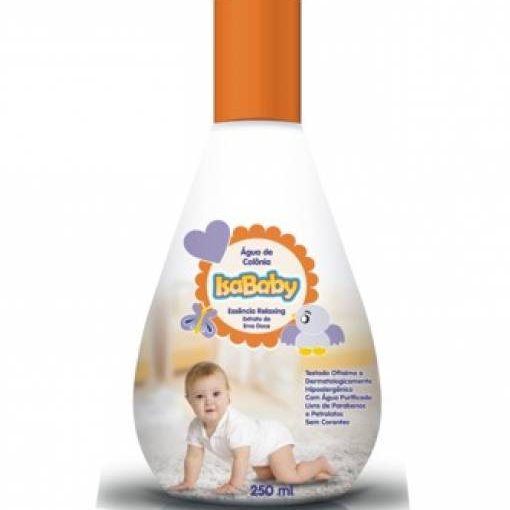 Água de
Colônia
IsaBaby
Essência Relaxing
Extrato de
Erva Doce
Testado Oftalmo e
Dermatologicamente
Hipoalergênico
Com Água Purificada
Livre de Parabenos
e Petrolatos
Sem Corantes
250 ml